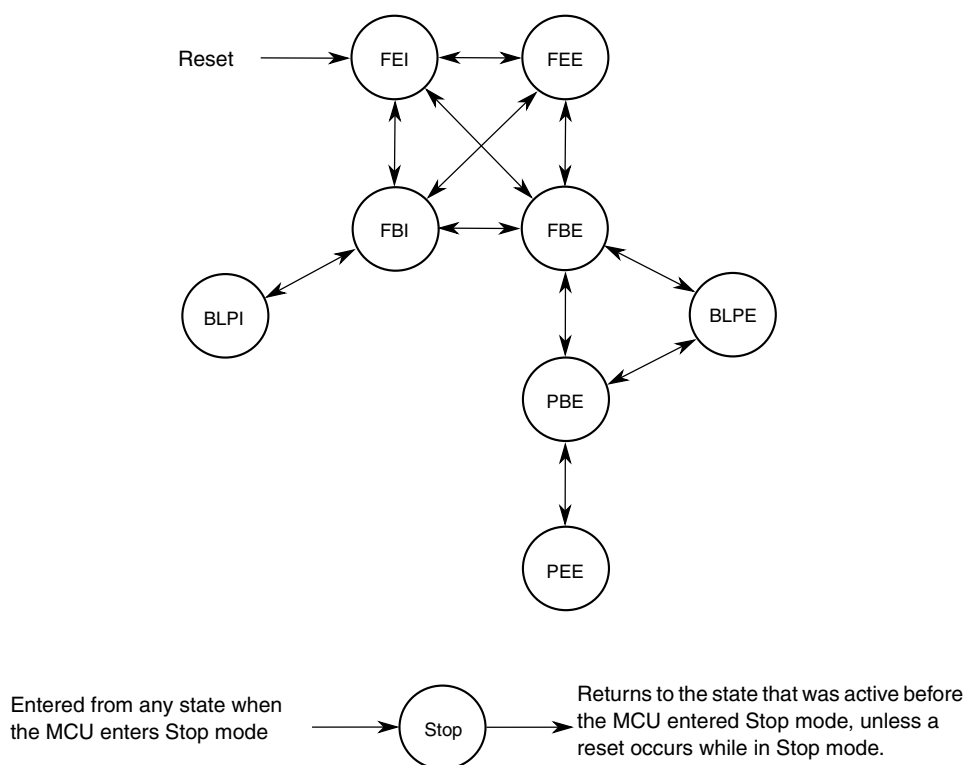 Reset
FEI
FEE
FBI
FBE
BLPI
BLPE
PBE
PEE
Entered from any state when
the MCU enters Stop mode
Stop
Returns to the state that was active before
the MCU entered Stop mode, unless a
reset occurs while in Stop mode.